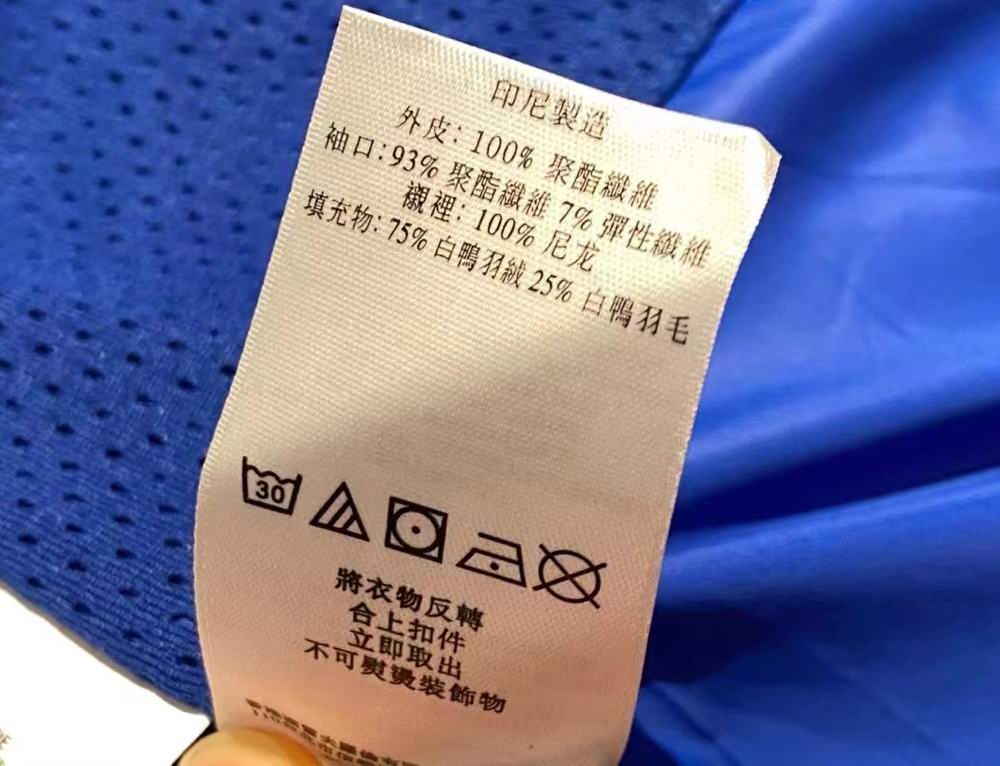 印尼製造
外皮: 100% 聚酯纖維
袖口: 93% 聚酯纖維 7% 彈性纖維
襯裡: 100% 尼龙
填充物: 75% 白鴨羽絨 25% 白鴨羽毛
30
將衣物反轉
合上扣件
立即取出
不可熨燙裝飾物